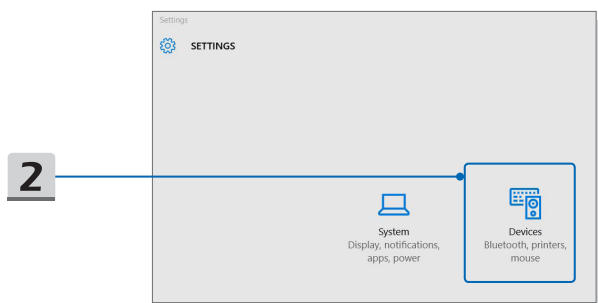 Settings
SETTINGS
2
System
Display, notifications,
apps, power
Devices
Bluetooth, printers,
mouse